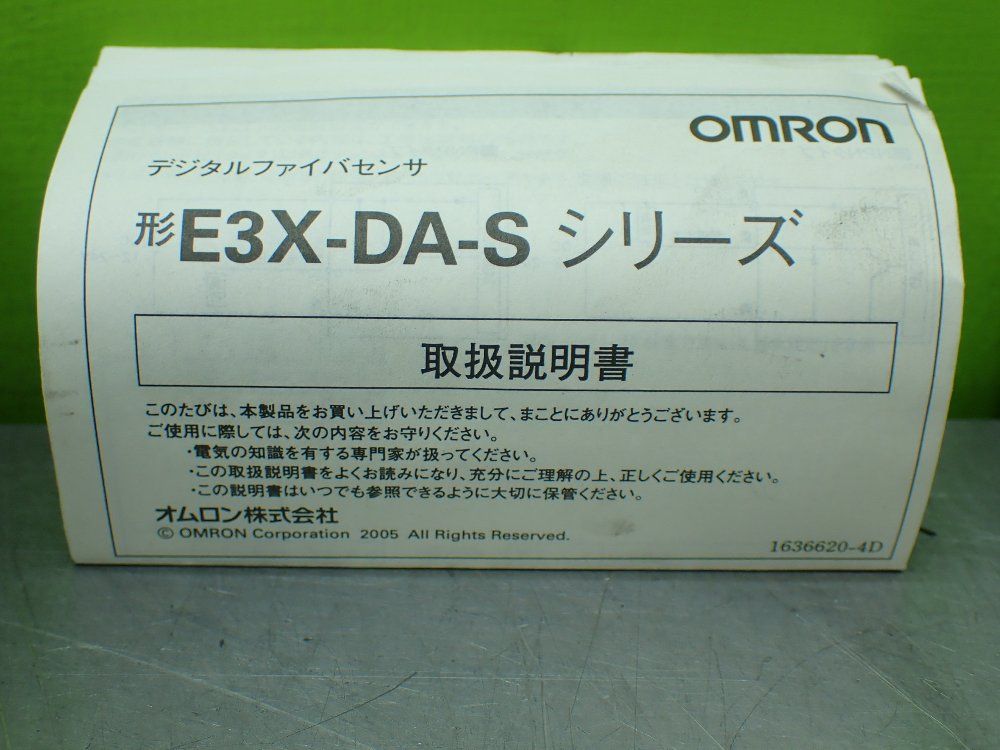 OMRON
デジタルファイバセンサ
形E3X-DA-S シリーズ
取扱説明書
このたびは、本製品をお買い上げいただきまして、まことにありがとうございます。
ご使用に際しては、次の内容をお守りください。
・電気の知識を有する専門家が扱ってください。
・この取扱説明書をよくお読みになり、充分にご理解の上、正しくご使用ください。
・この説明書はいつでも参照できるように大切に保管ください。
オムロン株式会社
© OMRON Corporation 2005 All Rights Reserved.
1636620-4D